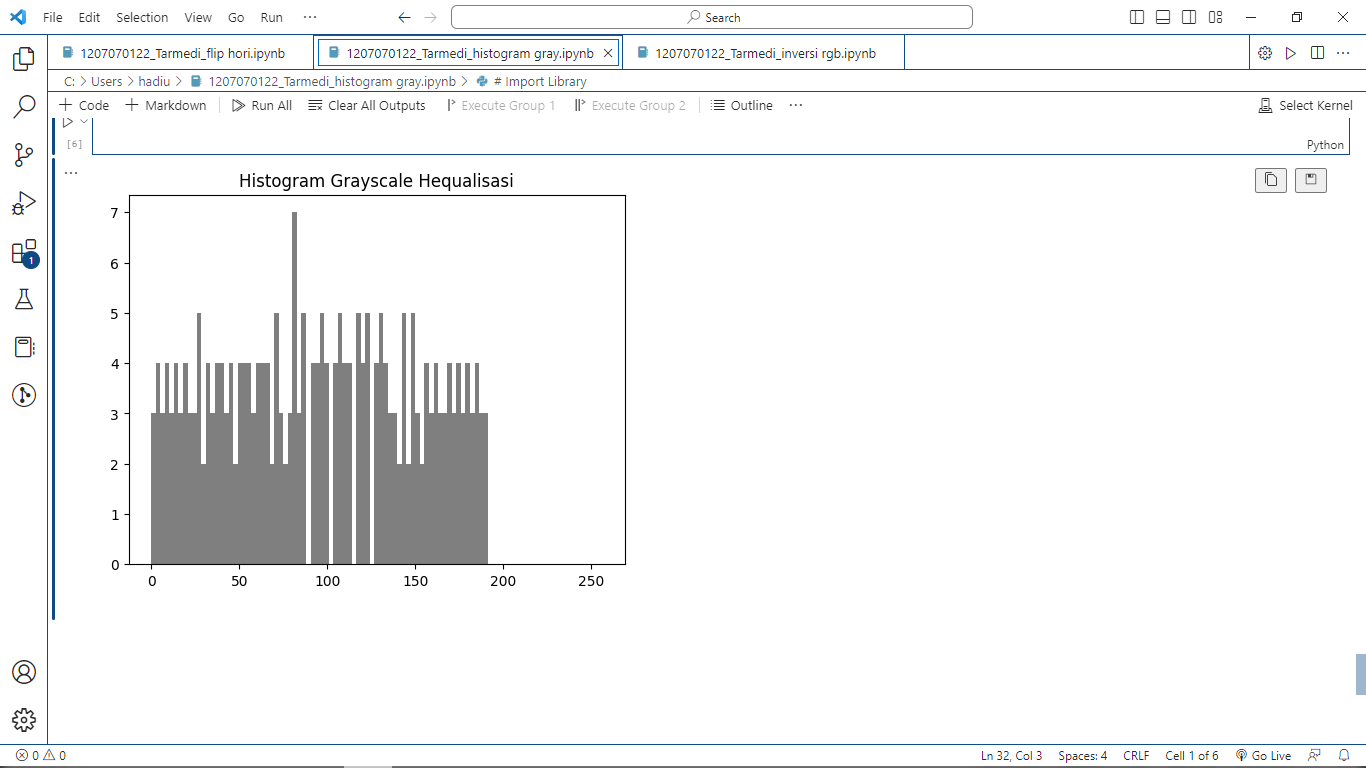 File Edit Selection View Go Run ··· Search
1207070122_Tarmedi_flip hori.ipynb 1207070122_Tarmedi_histogram gray.ipynb 1207070122_Tarmedi_inversi rgb.ipynb
C: > Users > hadiu > 1207070122_Tarmedi_histogram gray.ipynb > # Import Library
+ Code + Markdown Run All Clear All Outputs Execute Group 1 Execute Group 2 Outline ··· Select Kernel
[6] Python
Histogram Grayscale Hequalisasi
7
6
5
4
3
2
1
0
0 50 100 150 200 250
1
0 0 Ln 32, Col 3 Spaces: 4 CRLF Cell 1 of 6 Go Live